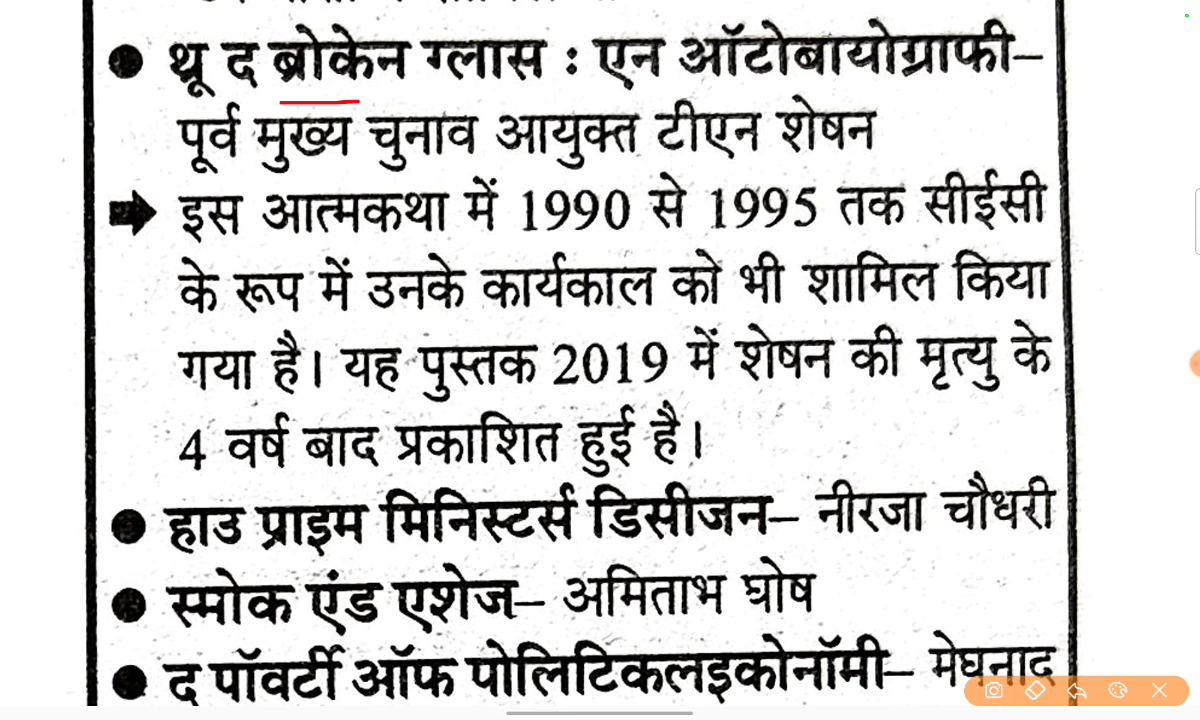 ● थ्रू द ब्रोकेन ग्लास : एन ऑटोबायोग्राफी–
पूर्व मुख्य चुनाव आयुक्त टीएन शेषन
➡ इस आत्मकथा में 1990 से 1995 तक सीईसी
के रूप में उनके कार्यकाल को भी शामिल किया
गया है। यह पुस्तक 2019 में शेषन की मृत्यु के
4 वर्ष बाद प्रकाशित हुई है।
● हाउ प्राइम मिनिस्टर्स डिसीजन– नीरजा चौधरी
● स्मोक एंड एशेज– अमिताभ घोष
● द पॉवर्टी ऑफ पोलिटिकलइकोनॉमी– मेघनाद